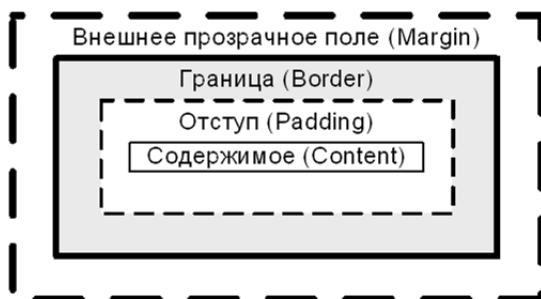 Внешнее прозрачное поле (Margin)
Граница (Border)
Отступ (Padding)
Содержимое (Content)